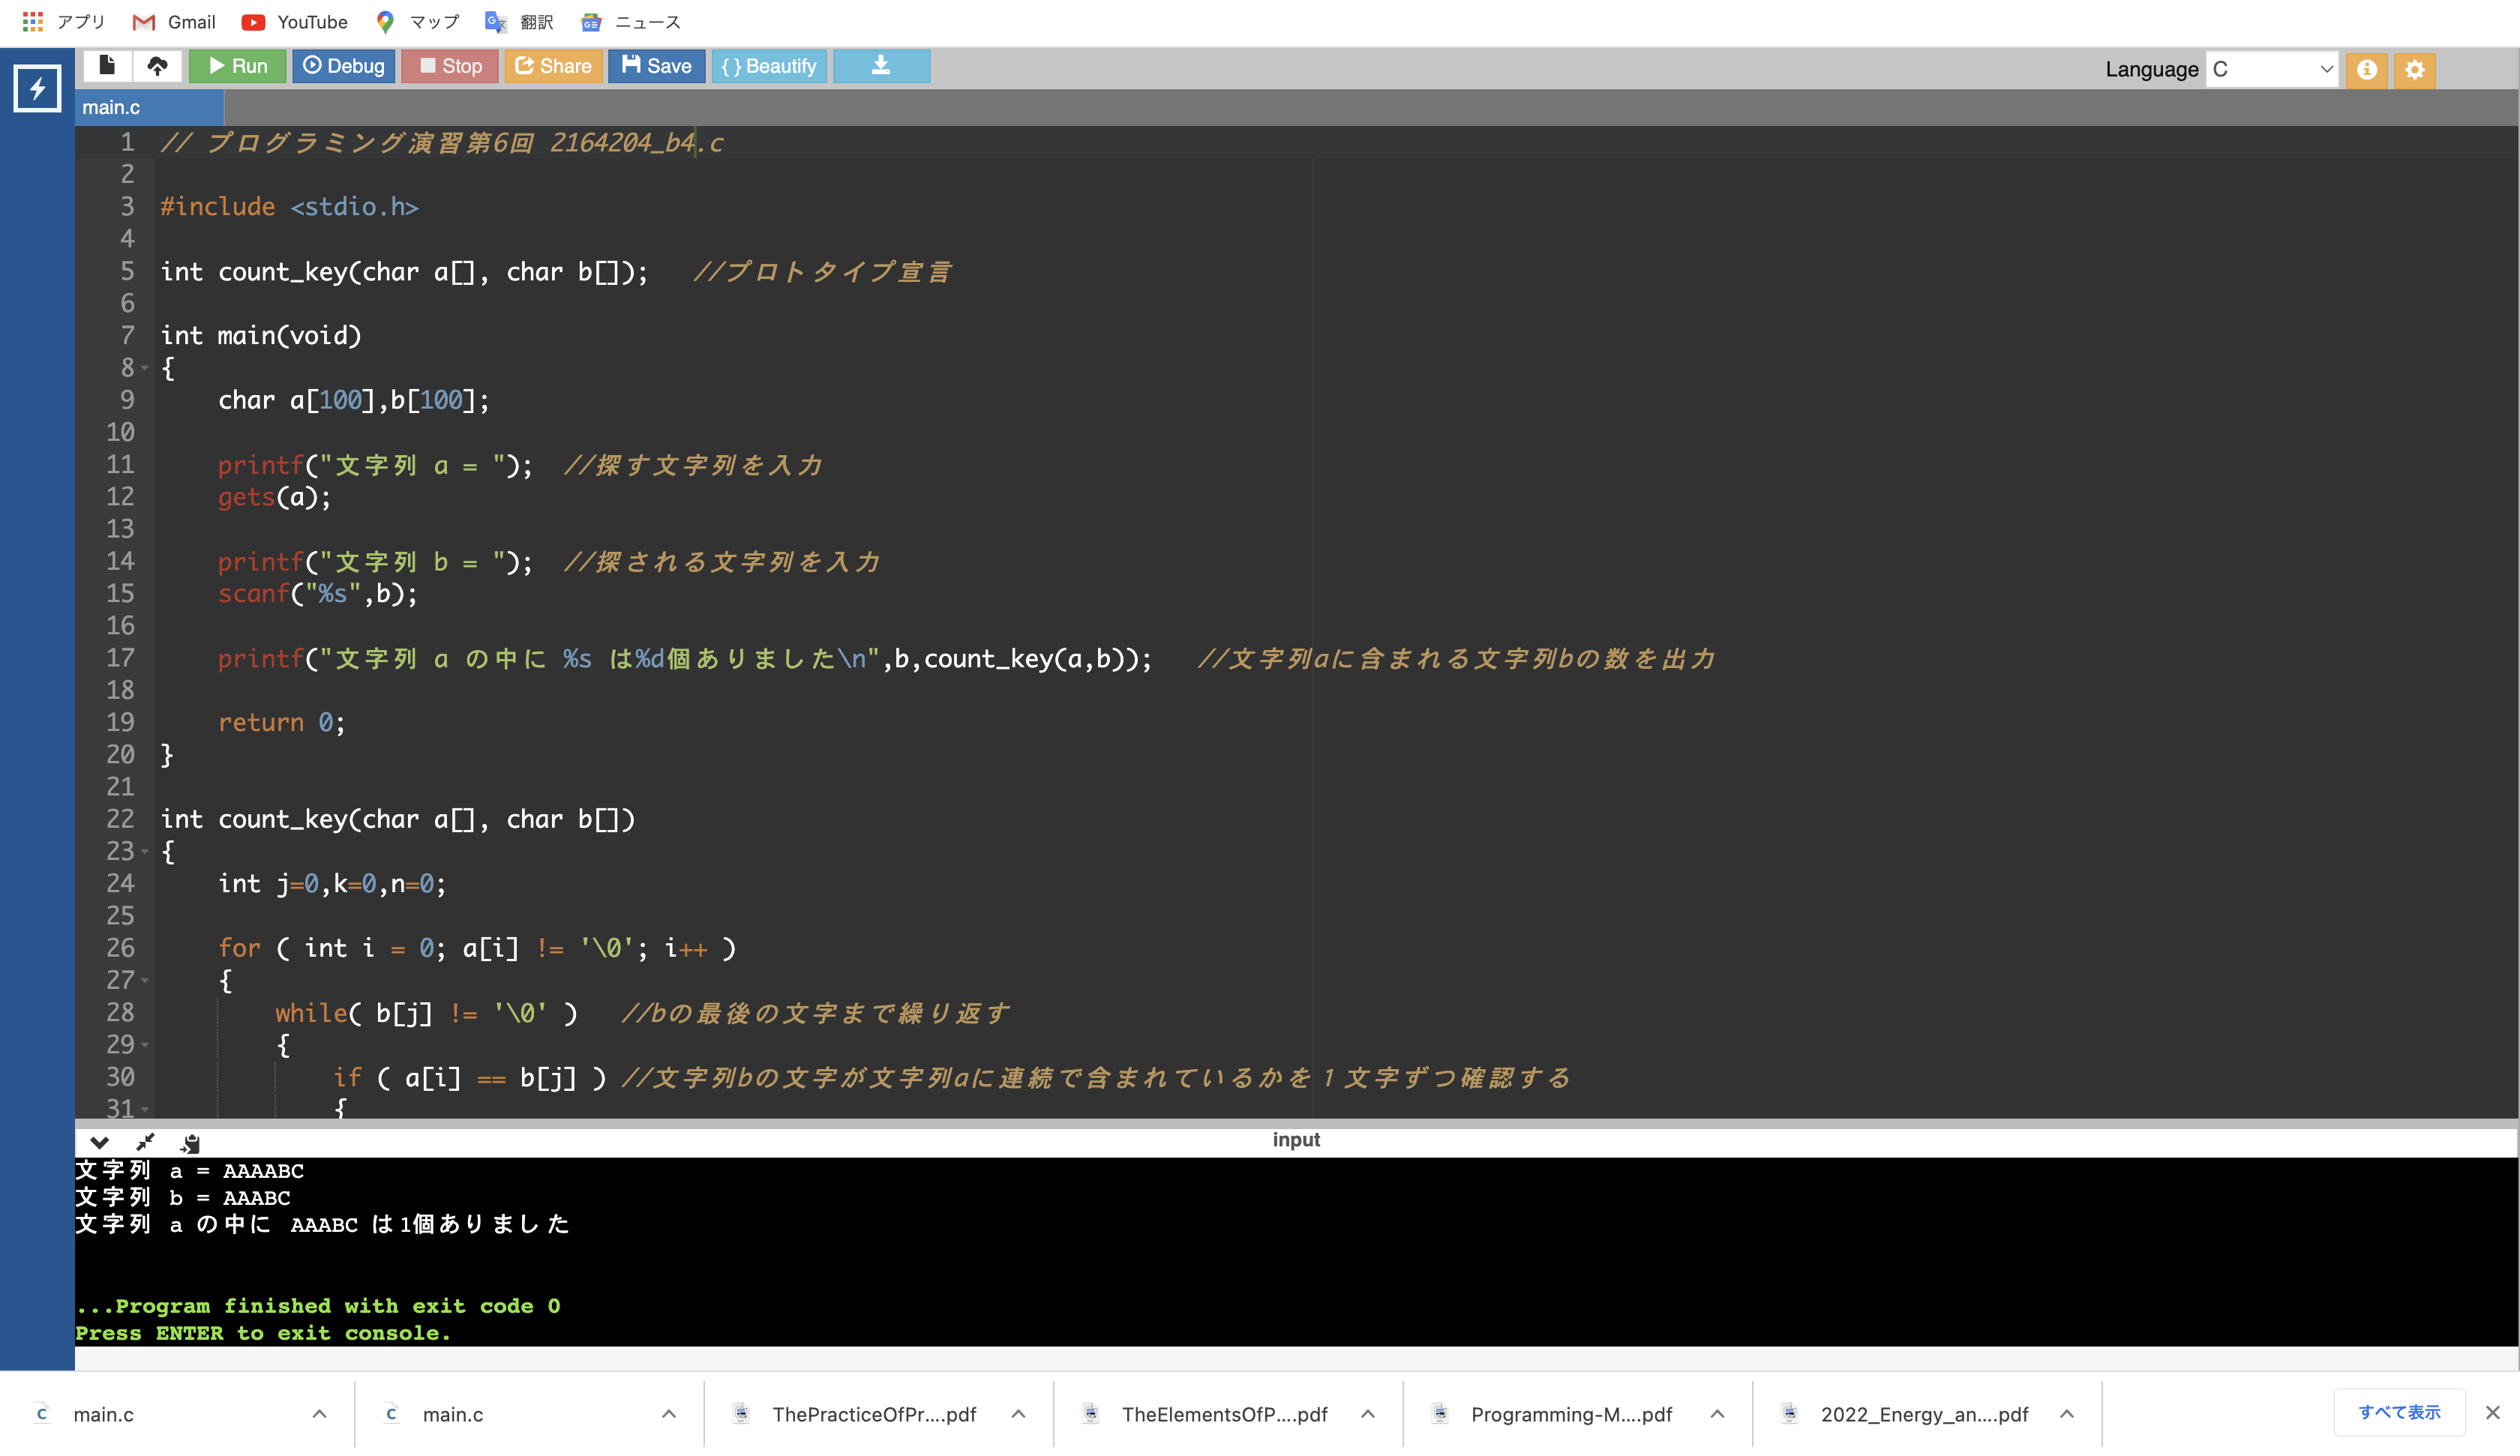 アプリ Gmail YouTube マップ 翻訳 ニュース
Run Debug Stop Share Save { } Beautify Language C
main.c
1 // プログラミング演習第6回 2164204_b4.c
2
3 #include <stdio.h>
4
5 int count_key(char a[], char b[]); //プロトタイプ宣言
6
7 int main(void)
8 {
9 char a[100],b[100];
10
11 printf("文字列 a = "); //探す文字列を入力
12 gets(a);
13
14 printf("文字列 b = "); //探される文字列を入力
15 scanf("%s",b);
16
17 printf("文字列 a の中に %s は%d個ありました\n",b,count_key(a,b)); //文字列aに含まれる文字列bの数を出力
18
19 return 0;
20 }
21
22 int count_key(char a[], char b[])
23 {
24 int j=0,k=0,n=0;
25
26 for ( int i = 0; a[i] != '\0'; i++ )
27 {
28 while( b[j] != '\0' ) //bの最後の文字まで繰り返す
29 {
30 if ( a[i] == b[j] ) //文字列bの文字が文字列aに連続で含まれているかを１文字ずつ確認する
31 {
input
文字列 a = AAAABC
文字列 b = AAABC
文字列 a の中に AAABC は1個ありました
...Program finished with exit code 0
Press ENTER to exit console.
main.c main.c ThePracticeOfPr....pdf TheElementsOfP....pdf Programming-M....pdf 2022_Energy_an....pdf すべて表示